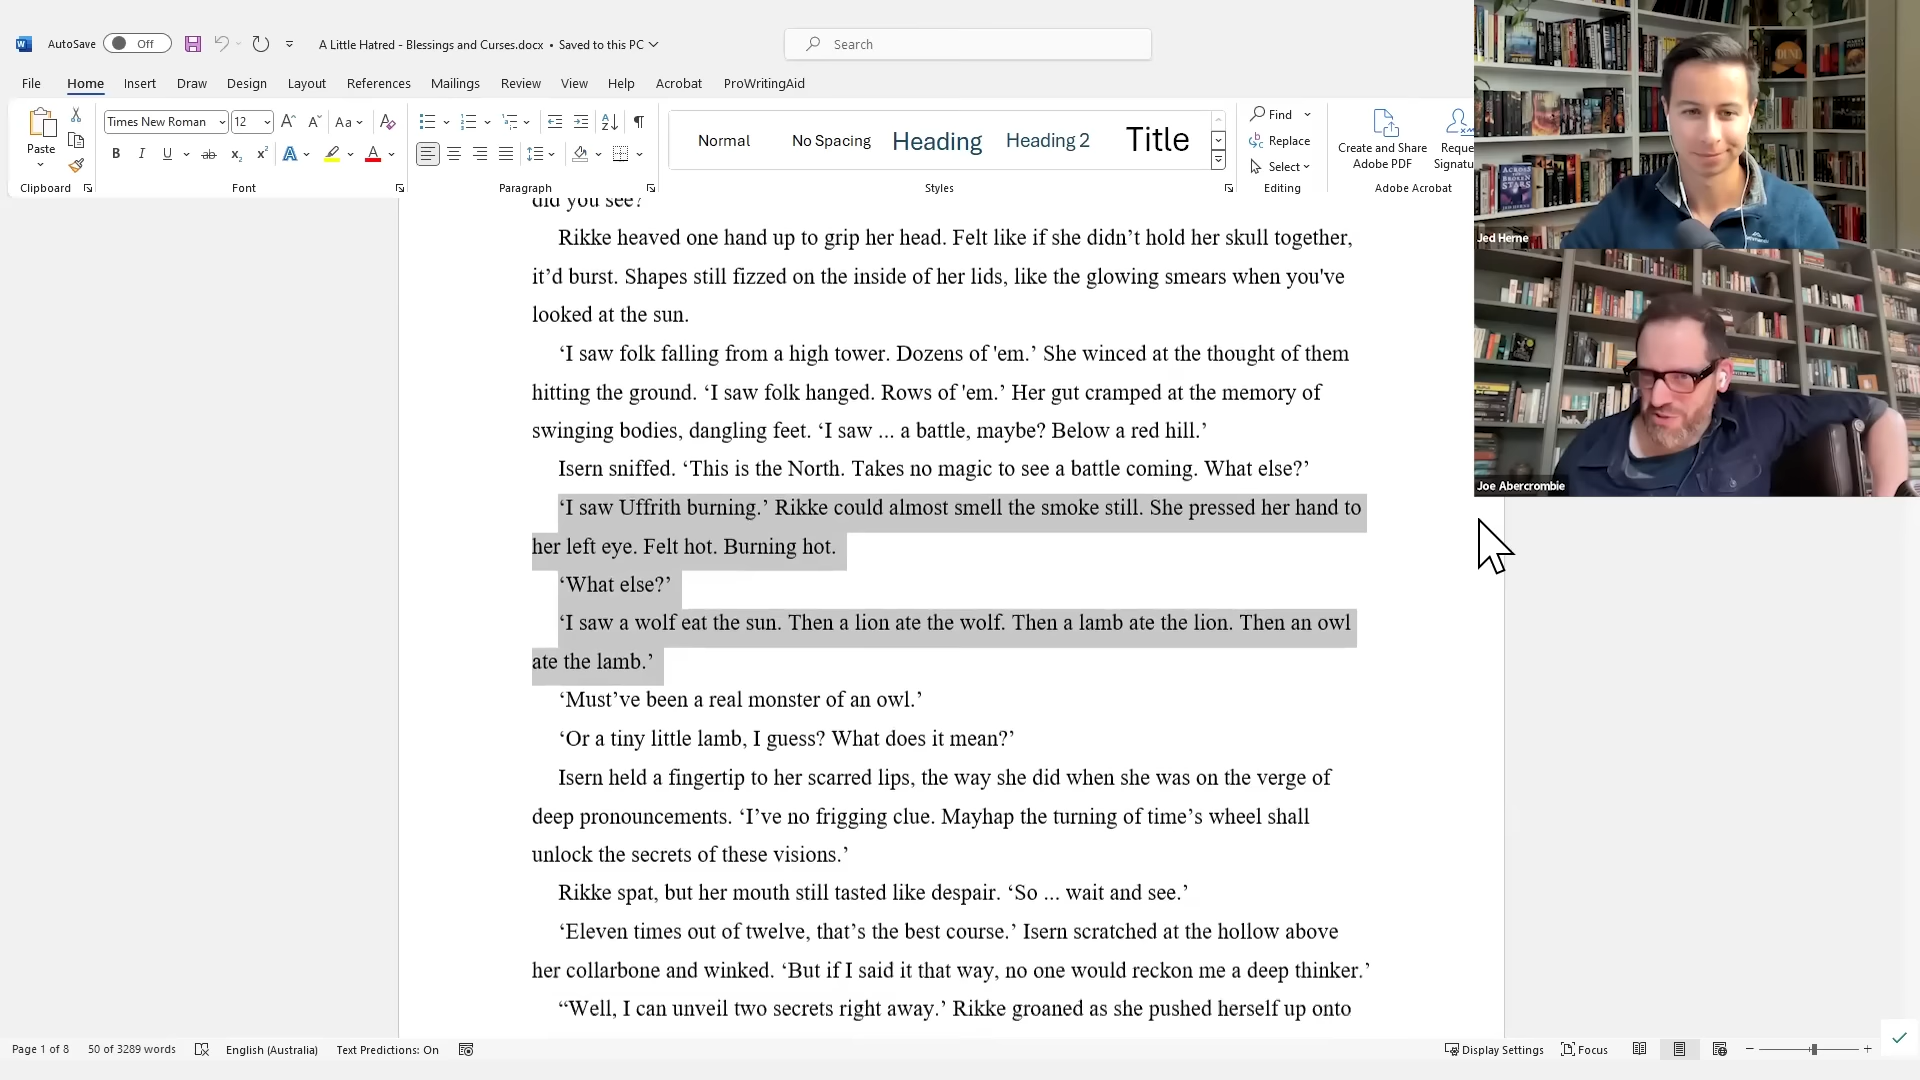 AutoSave Off A Little Hatred - Blessings and Curses.docx • Saved to this PC Search
File Home Insert Draw Design Layout References Mailings Review View Help Acrobat ProWritingAid
Paste Times New Roman 12 Aa Normal No Spacing Heading Heading 2 Title Find Replace Select Create and Share Adobe PDF Reque Signatu
Clipboard Font Paragraph Styles Editing Adobe Acrobat
did you see?
Rikke heaved one hand up to grip her head. Felt like if she didn’t hold her skull together,
it’d burst. Shapes still fizzed on the inside of her lids, like the glowing smears when you've
looked at the sun.
‘I saw folk falling from a high tower. Dozens of 'em.’ She winced at the thought of them
hitting the ground. ‘I saw folk hanged. Rows of 'em.’ Her gut cramped at the memory of
swinging bodies, dangling feet. ‘I saw ... a battle, maybe? Below a red hill.’
Isern sniffed. ‘This is the North. Takes no magic to see a battle coming. What else?’
‘I saw Uffrith burning.’ Rikke could almost smell the smoke still. She pressed her hand to
her left eye. Felt hot. Burning hot.
‘What else?’
‘I saw a wolf eat the sun. Then a lion ate the wolf. Then a lamb ate the lion. Then an owl
ate the lamb.’
‘Must’ve been a real monster of an owl.’
‘Or a tiny little lamb, I guess? What does it mean?’
Isern held a fingertip to her scarred lips, the way she did when she was on the verge of
deep pronouncements. ‘I’ve no frigging clue. Mayhap the turning of time’s wheel shall
unlock the secrets of these visions.’
Rikke spat, but her mouth still tasted like despair. ‘So ... wait and see.’
‘Eleven times out of twelve, that’s the best course.’ Isern scratched at the hollow above
her collarbone and winked. ‘But if I said it that way, no one would reckon me a deep thinker.’
“Well, I can unveil two secrets right away.’ Rikke groaned as she pushed herself up onto
Page 1 of 8 50 of 3289 words English (Australia) Text Predictions: On Display Settings Focus
DUNE
ACROSS THE BROKEN STARS
Jed Herne
Joe Abercrombie